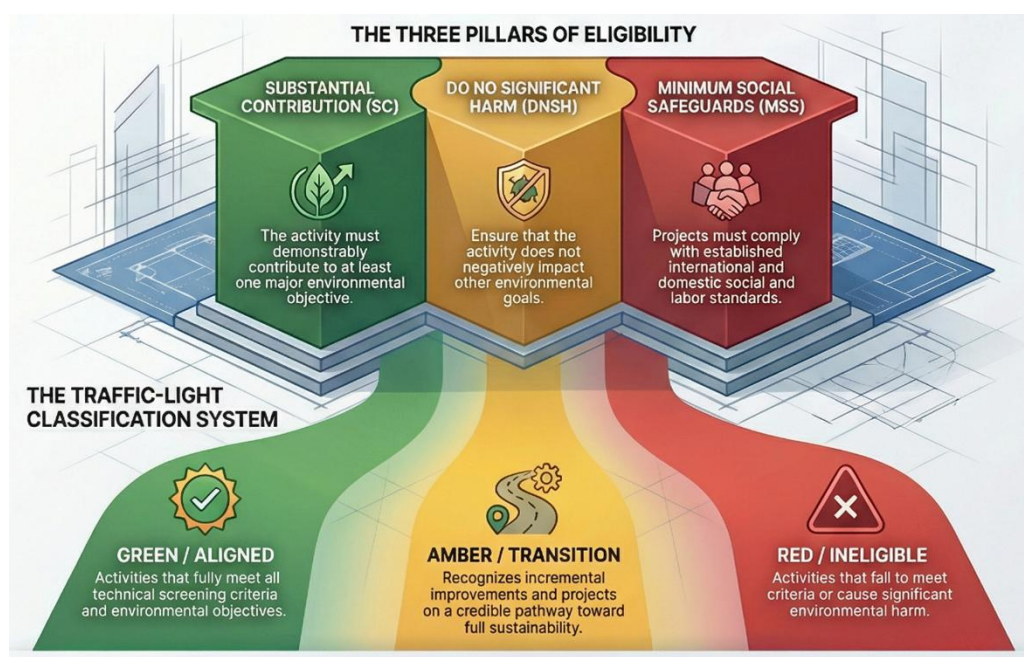 THE THREE PILLARS OF ELIGIBILITY
SUBSTANTIAL
CONTRIBUTION (SC)
The activity must
demonstrably
contribute to at least
one major environmental
objective.
DO NO SIGNIFICANT
HARM (DNSH)
Ensure that the
activity does not
negatively impact
other environmental
goals.
MINIMUM SOCIAL
SAFEGUARDS (MSS)
Projects must comply
with established
international and
domestic social and
labor standards.
THE TRAFFIC-LIGHT
CLASSIFICATION SYSTEM
GREEN / ALIGNED
Activities that fully meet all
technical screening criteria
and environmental objectives.
AMBER / TRANSITION
Recognizes incremental
improvements and projects
on a credible pathway toward
full sustainability.
RED / INELIGIBLE
Activities that fall to meet
criteria or cause significant
environmental harm.